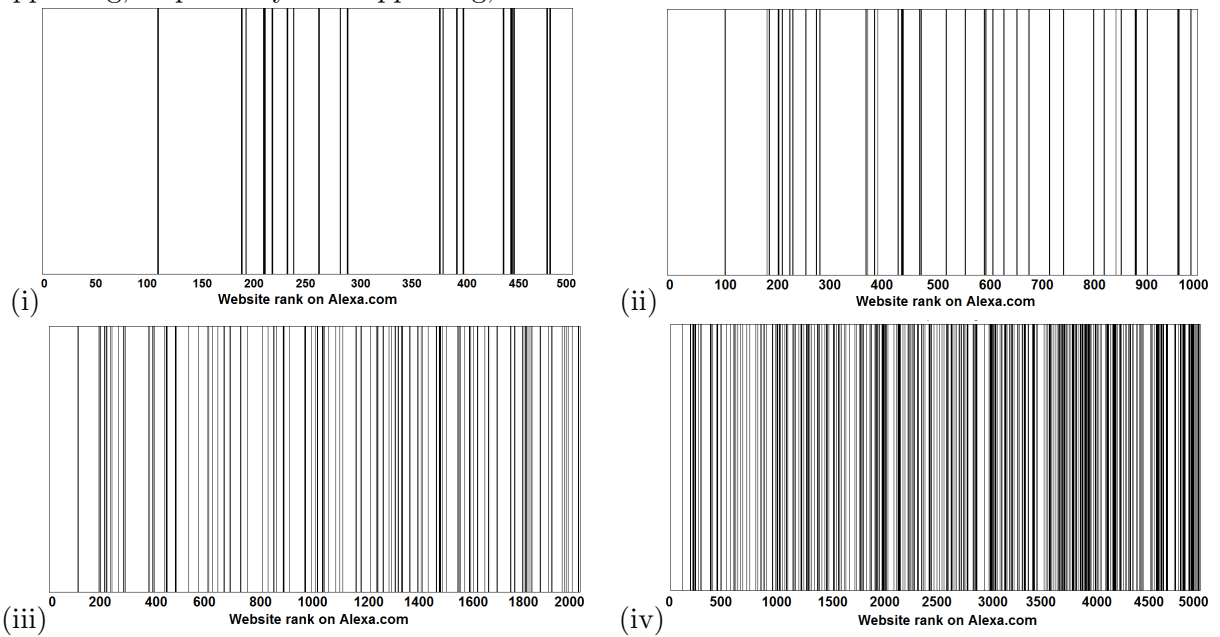 0 50 100 150 200 250 300 350 400 450 500
Website rank on Alexa.com
(i)
0 100 200 300 400 500 600 700 800 900 1000
Website rank on Alexa.com
(ii)
0 200 400 600 800 1000 1200 1400 1600 1800 2000
Website rank on Alexa.com
(iii)
0 500 1000 1500 2000 2500 3000 3500 4000 4500 5000
Website rank on Alexa.com
(iv)